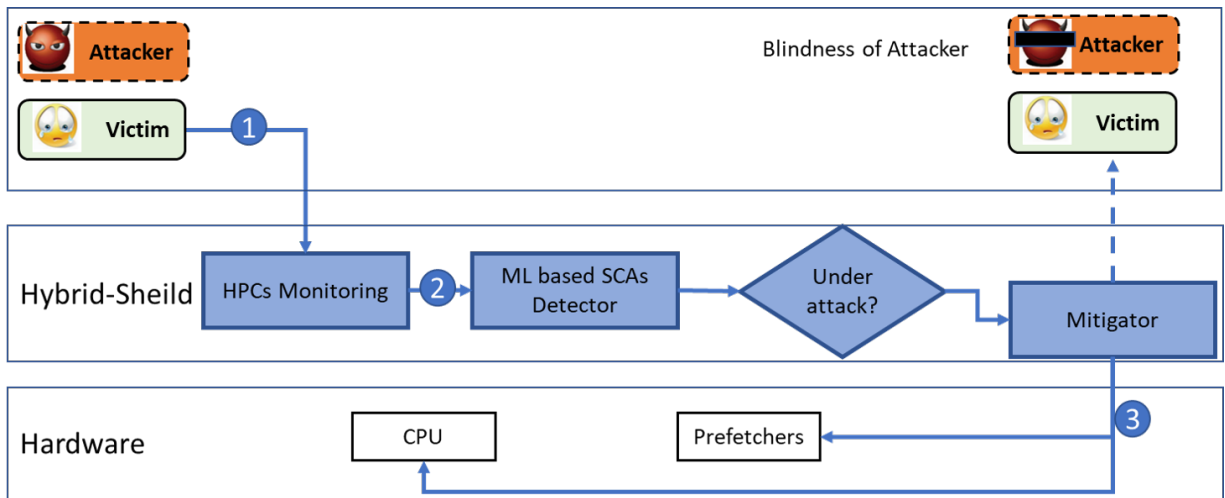 Attacker
Blindness of Attacker
Attacker
Victim
1
Victim
HPCs Monitoring
2
ML based SCAs
Detector
Under
attack?
Hybrid-Sheild
Mitigator
3
Hardware
CPU
Prefetchers